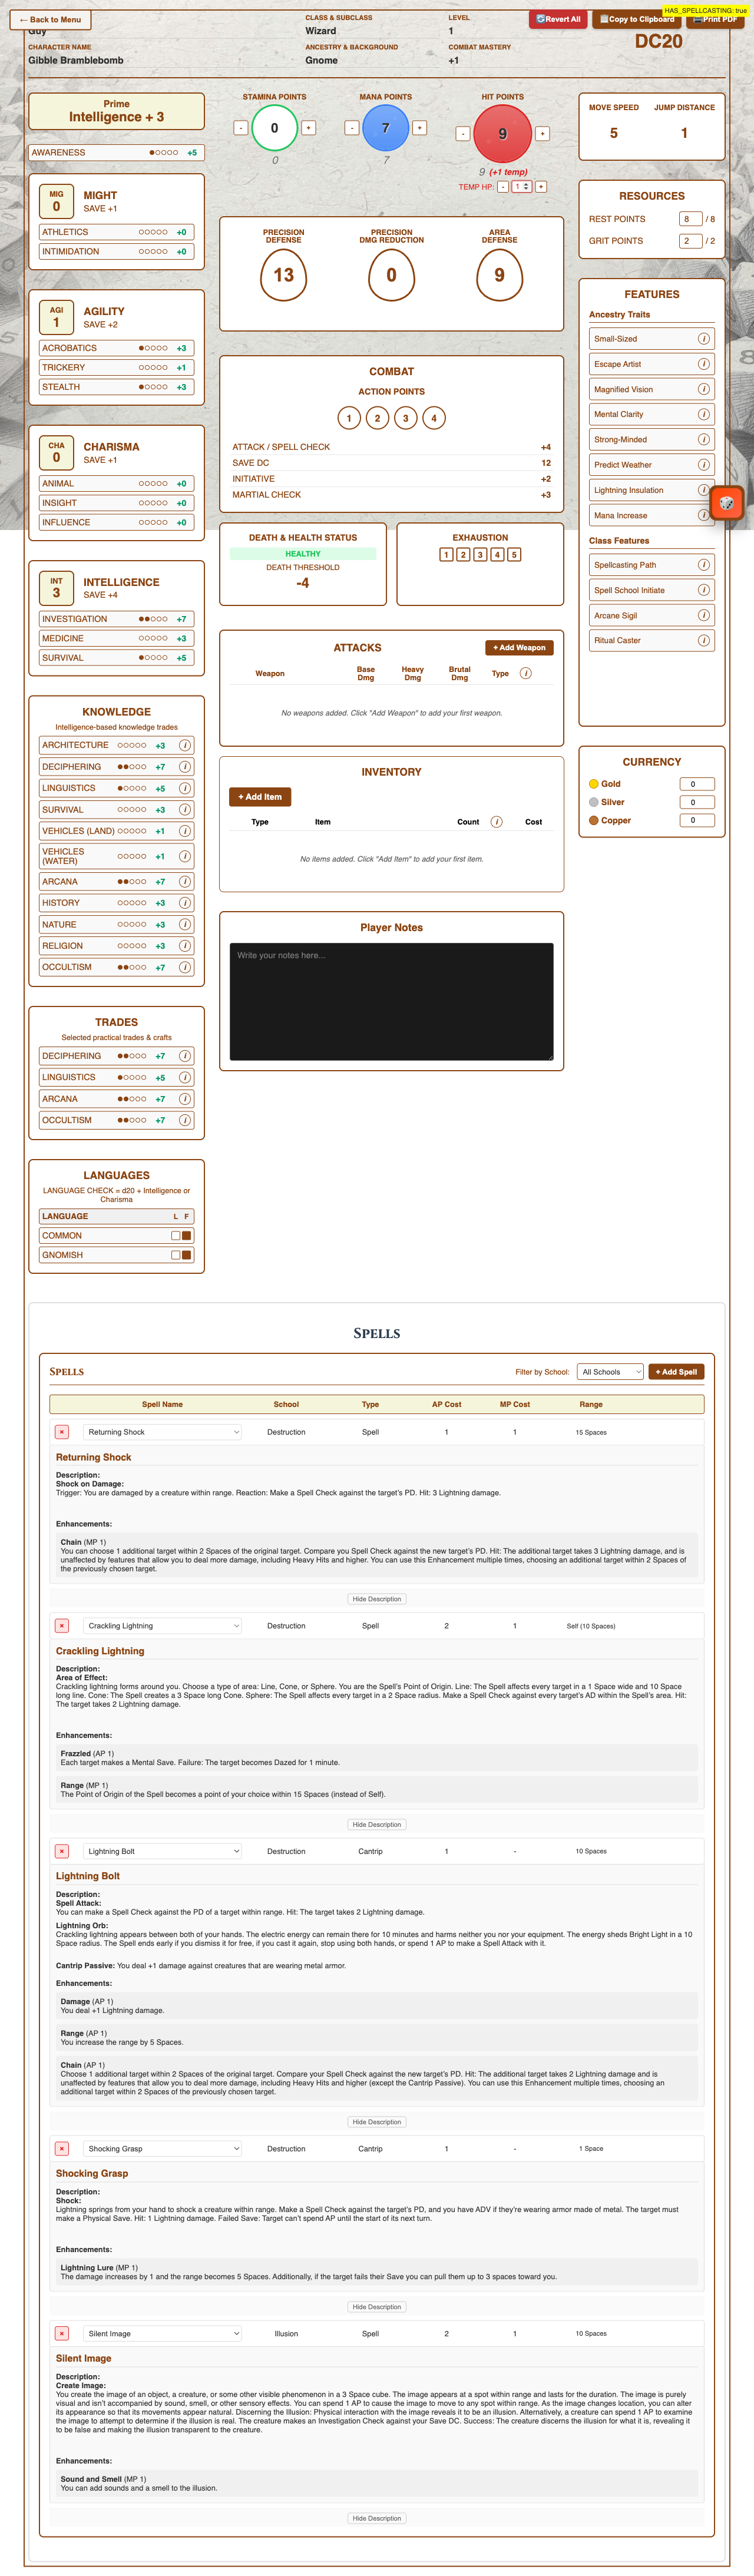 HAS_SPELLCASTING: true
← Back to Menu
Revert All
Copy to Clipboard
Print PDF
Guy
CHARACTER NAME
Gibble Bramblebomb
CLASS & SUBCLASS
Wizard
ANCESTRY & BACKGROUND
Gnome
LEVEL
1
COMBAT MASTERY
+1
DC20
Prime
Intelligence + 3
AWARENESS +5
MIG
0
MIGHT
SAVE +1
ATHLETICS +0
INTIMIDATION +0
AGI
1
AGILITY
SAVE +2
ACROBATICS +3
TRICKERY +1
STEALTH +3
CHA
0
CHARISMA
SAVE +1
ANIMAL +0
INSIGHT +0
INFLUENCE +0
INT
3
INTELLIGENCE
SAVE +4
INVESTIGATION +7
MEDICINE +3
SURVIVAL +5
KNOWLEDGE
Intelligence-based knowledge trades
ARCHITECTURE +3 i
DECIPHERING +7 i
LINGUISTICS +5 i
SURVIVAL +3 i
VEHICLES (LAND) +1 i
VEHICLES
(WATER) +1 i
ARCANA +7 i
HISTORY +3 i
NATURE +3 i
RELIGION +3 i
OCCULTISM +7 i
TRADES
Selected practical trades & crafts
DECIPHERING +7 i
LINGUISTICS +5 i
ARCANA +7 i
OCCULTISM +7 i
LANGUAGES
LANGUAGE CHECK = d20 + Intelligence or
Charisma
LANGUAGE L F
COMMON
GNOMISH
STAMINA POINTS
- 0 +
0
MANA POINTS
- 7 +
7
HIT POINTS
- 9 +
9 (+1 temp)
TEMP HP: - 1 +
PRECISION
DEFENSE
13
PRECISION
DMG REDUCTION
0
AREA
DEFENSE
9
COMBAT
ACTION POINTS
1 2 3 4
ATTACK / SPELL CHECK +4
SAVE DC 12
INITIATIVE +2
MARTIAL CHECK +3
DEATH & HEALTH STATUS
HEALTHY
DEATH THRESHOLD
-4
EXHAUSTION
1 2 3 4 5
ATTACKS
+ Add Weapon
Weapon Base
Dmg Heavy
Dmg Brutal
Dmg Type i
No weapons added. Click "Add Weapon" to add your first weapon.
INVENTORY
+ Add Item
Type Item Count i Cost
No items added. Click "Add Item" to add your first item.
Player Notes
Write your notes here...
MOVE SPEED
5
JUMP DISTANCE
1
RESOURCES
REST POINTS 8 / 8
GRIT POINTS 2 / 2
FEATURES
Ancestry Traits
Small-Sized i
Escape Artist i
Magnified Vision i
Mental Clarity i
Strong-Minded i
Predict Weather i
Lightning Insulation i
Mana Increase i
Class Features
Spellcasting Path i
Spell School Initiate i
Arcane Sigil i
Ritual Caster i
CURRENCY
Gold 0
Silver 0
Copper 0
Spells
Spells
Filter by School: All Schools + Add Spell
Spell Name School Type AP Cost MP Cost Range
× Returning Shock Destruction Spell 1 1 15 Spaces
Returning Shock
Description:
Shock on Damage:
Trigger: You are damaged by a creature within range. Reaction: Make a Spell Check against the target's PD. Hit: 3 Lightning damage.
Enhancements:
Chain (MP 1)
You can choose 1 additional target within 2 Spaces of the original target. Compare you Spell Check against the new target's PD. Hit: The additional target takes 3 Lightning damage, and is
unaffected by features that allow you to deal more damage, including Heavy Hits and higher. You can use this Enhancement multiple times, choosing an additional target within 2 Spaces of
the previously chosen target.
Hide Description
× Crackling Lightning Destruction Spell 2 1 Self (10 Spaces)
Crackling Lightning
Description:
Area of Effect:
Crackling lightning forms around you. Choose a type of area: Line, Cone, or Sphere. You are the Spell's Point of Origin. Line: The Spell affects every target in a 1 Space wide and 10 Space
long line. Cone: The Spell creates a 3 Space long Cone. Sphere: The Spell affects every target in a 2 Space radius. Make a Spell Check against every target's AD within the Spell's area. Hit:
The target takes 2 Lightning damage.
Enhancements:
Frazzled (AP 1)
Each target makes a Mental Save. Failure: The target becomes Dazed for 1 minute.
Range (MP 1)
The Point of Origin of the Spell becomes a point of your choice within 15 Spaces (instead of Self).
Hide Description
× Lightning Bolt Destruction Cantrip 1 - 10 Spaces
Lightning Bolt
Description:
Spell Attack:
You can make a Spell Check against the PD of a target within range. Hit: The target takes 2 Lightning damage.
Lightning Orb:
Crackling lightning appears between both of your hands. The electric energy can remain there for 10 minutes and harms neither you nor your equipment. The energy sheds Bright Light in a 10
Space radius. The Spell ends early if you dismiss it for free, if you cast it again, stop using both hands, or spend 1 AP to make a Spell Attack with it.
Cantrip Passive: You deal +1 damage against creatures that are wearing metal armor.
Enhancements:
Damage (AP 1)
You deal +1 Lightning damage.
Range (AP 1)
You increase the range by 5 Spaces.
Chain (AP 1)
Choose 1 additional target within 2 Spaces of the original target. Compare your Spell Check against the new target's PD. Hit: The additional target takes 2 Lightning damage and is
unaffected by features that allow you to deal more damage, including Heavy Hits and higher (except the Cantrip Passive). You can use this Enhancement multiple times, choosing an
additional target within 2 Spaces of the previously chosen target.
Hide Description
× Shocking Grasp Destruction Cantrip 1 - 1 Space
Shocking Grasp
Description:
Shock:
Lightning springs from your hand to shock a creature within range. Make a Spell Check against the target's PD, and you have ADV if they're wearing armor made of metal. The target must
make a Physical Save. Hit: 1 Lightning damage. Failed Save: Target can't spend AP until the start of its next turn.
Enhancements:
Lightning Lure (MP 1)
The damage increases by 1 and the range becomes 5 Spaces. Additionally, if the target fails their Save you can pull them up to 3 spaces toward you.
Hide Description
× Silent Image Illusion Spell 2 1 10 Spaces
Silent Image
Description:
Create Image:
You create the image of an object, a creature, or some other visible phenomenon in a 3 Space cube. The image appears at a spot within range and lasts for the duration. The image is purely
visual and isn't accompanied by sound, smell, or other sensory effects. You can spend 1 AP to cause the image to move to any spot within range. As the image changes location, you can alter
its appearance so that its movements appear natural. Discerning the Illusion: Physical interaction with the image reveals it to be an illusion. Alternatively, a creature can spend 1 AP to examine
the image to attempt to determine if the illusion is real. The creature makes an Investigation Check against your Save DC. Success: The creature discerns the illusion for what it is, revealing it
to be false and making the illusion transparent to the creature.
Enhancements:
Sound and Smell (MP 1)
You can add sounds and a smell to the illusion.
Hide Description